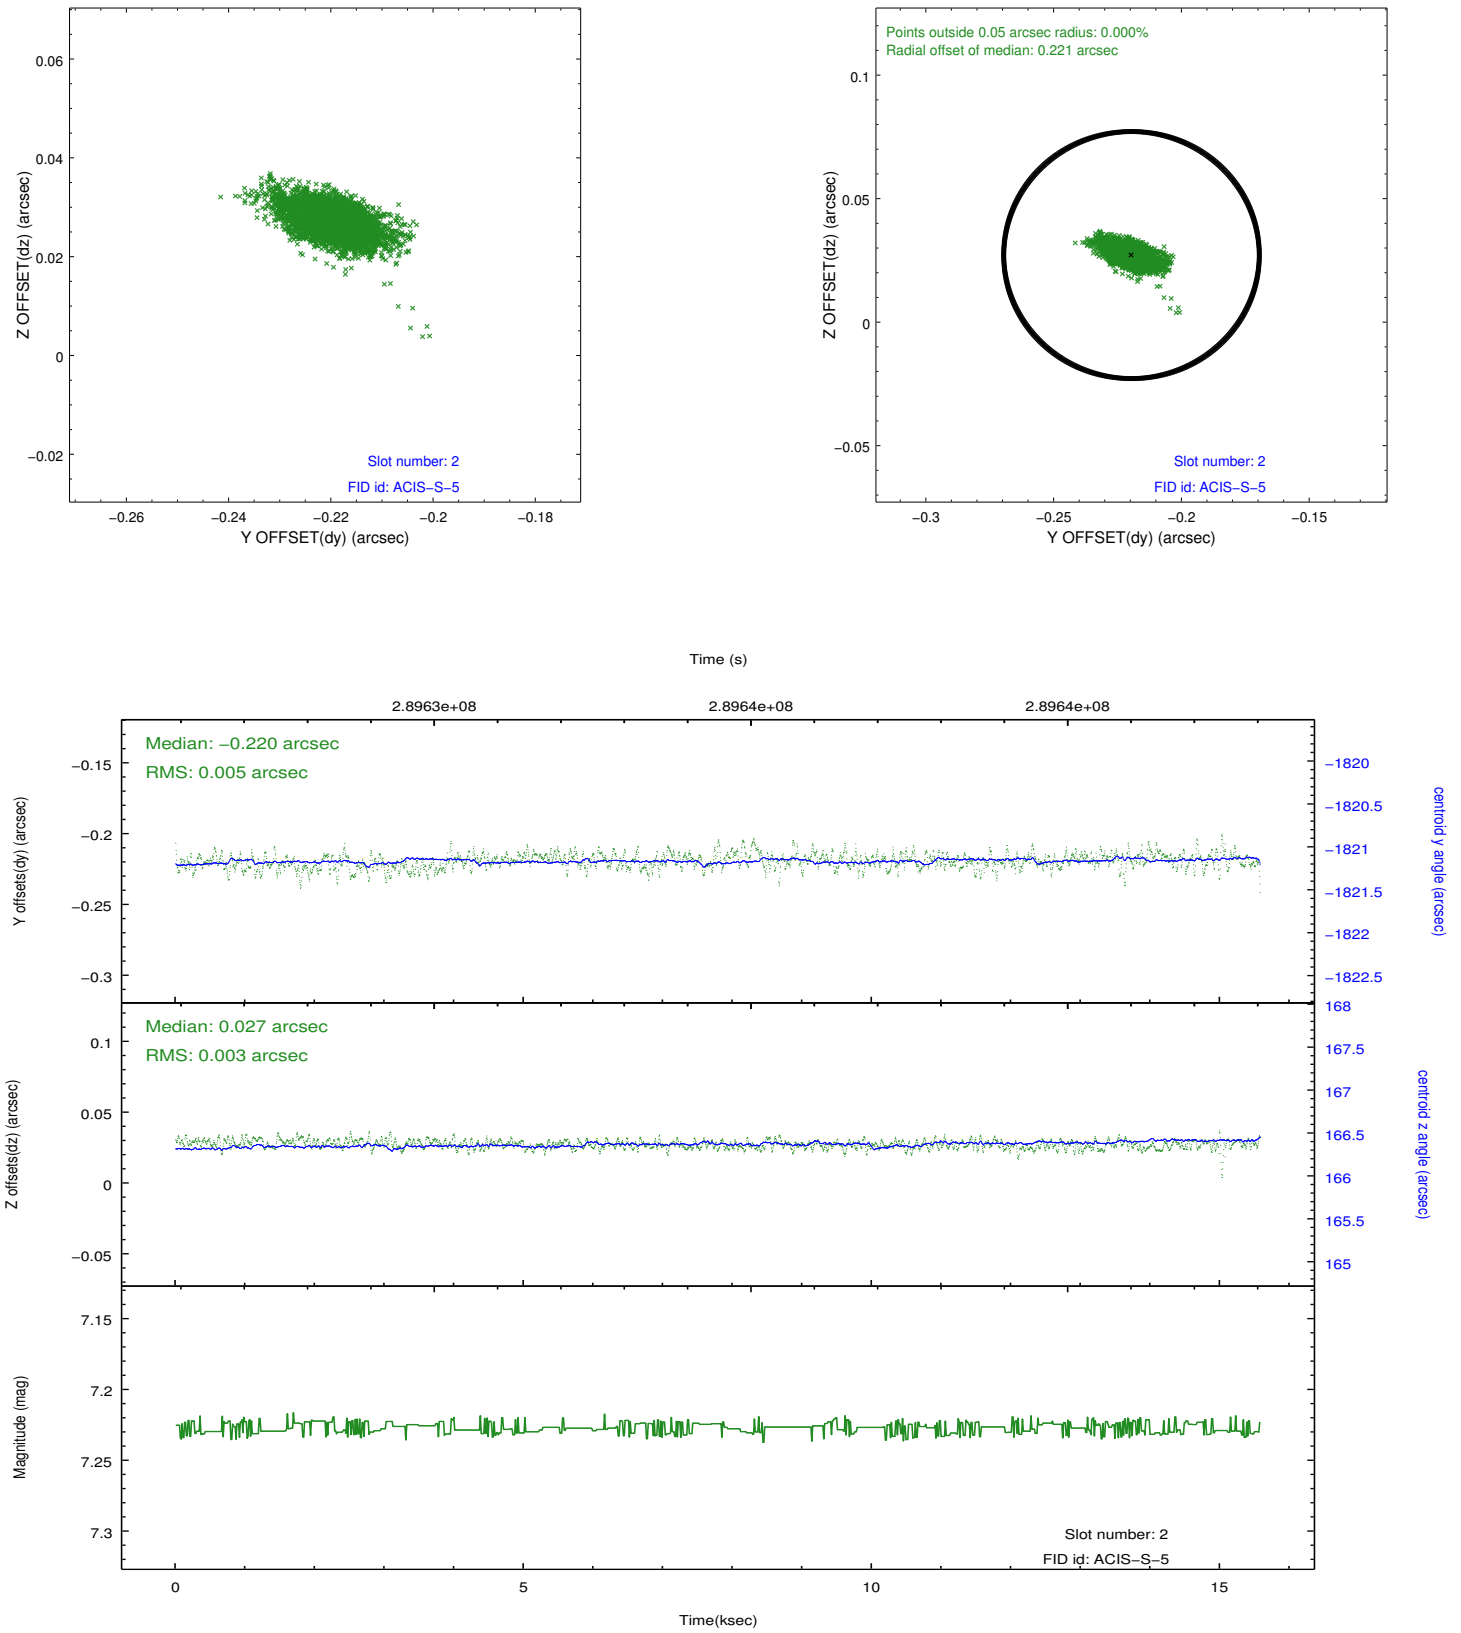 0.06
0.04
0.02
0
−0.02
Z OFFSET(dz) (arcsec)
Slot number: 2
FID id: ACIS−S−5
−0.26
−0.24
−0.22
−0.2
−0.18
Y OFFSET(dy) (arcsec)
Points outside 0.05 arcsec radius: 0.000%
Radial offset of median: 0.221 arcsec
0.1
0.05
0
−0.05
Z OFFSET(dz) (arcsec)
Slot number: 2
FID id: ACIS−S−5
−0.3
−0.25
−0.2
−0.15
Y OFFSET(dy) (arcsec)
Time (s)
2.8963e+08
2.8964e+08
2.8964e+08
Median: −0.220 arcsec
RMS: 0.005 arcsec
−0.15
−0.2
−0.25
−0.3
Y offsets(dy) (arcsec)
−1820
−1820.5
−1821
−1821.5
−1822
−1822.5
centroid y angle (arcsec)
Median: 0.027 arcsec
RMS: 0.003 arcsec
0.1
0.05
0
−0.05
Z offsets(dz) (arcsec)
168
167.5
167
166.5
166
165.5
165
centroid z angle (arcsec)
7.15
7.2
7.25
7.3
Magnitude (mag)
Slot number: 2
FID id: ACIS−S−5
0
5
10
15
Time(ksec)